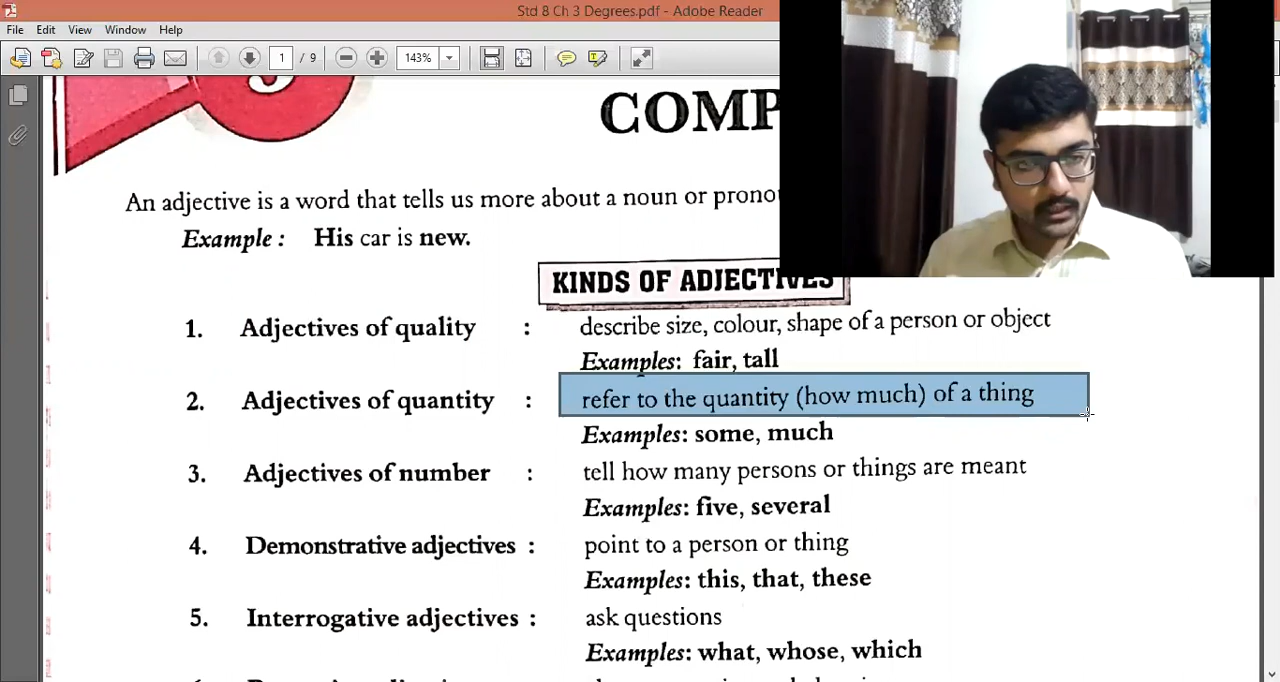 Std 8 Ch 3 Degrees.pdf - Adobe Reader
File Edit View Window Help
1 / 9 143%
3
COMP
An adjective is a word that tells us more about a noun or prono
Example : His car is new.
KINDS OF ADJECTIVES
1. Adjectives of quality : describe size, colour, shape of a person or object
Examples: fair, tall
2. Adjectives of quantity : refer to the quantity (how much) of a thing
Examples: some, much
3. Adjectives of number : tell how many persons or things are meant
Examples: five, several
4. Demonstrative adjectives : point to a person or thing
Examples: this, that, these
5. Interrogative adjectives : ask questions
Examples: what, whose, which